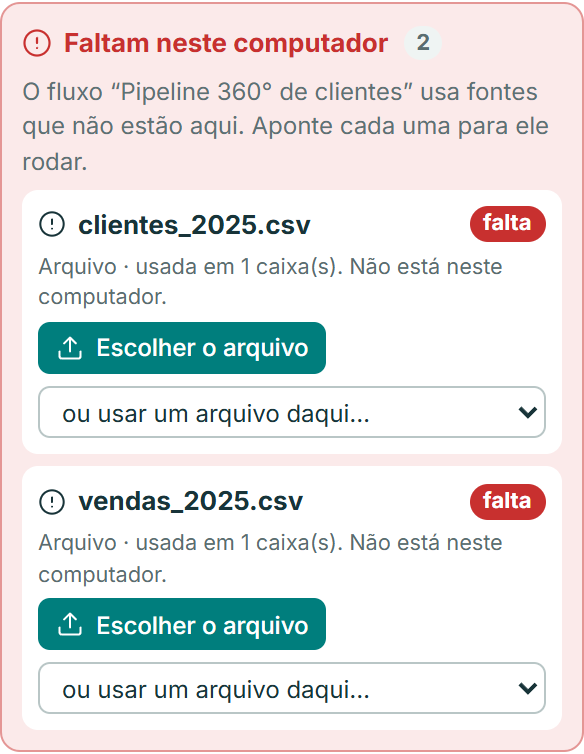 Faltam neste computador 2
O fluxo “Pipeline 360° de clientes” usa fontes
que não estão aqui. Aponte cada uma para ele
rodar.
clientes_2025.csv falta
Arquivo · usada em 1 caixa(s). Não está neste
computador.
Escolher o arquivo
ou usar um arquivo daqui...
vendas_2025.csv falta
Arquivo · usada em 1 caixa(s). Não está neste
computador.
Escolher o arquivo
ou usar um arquivo daqui...